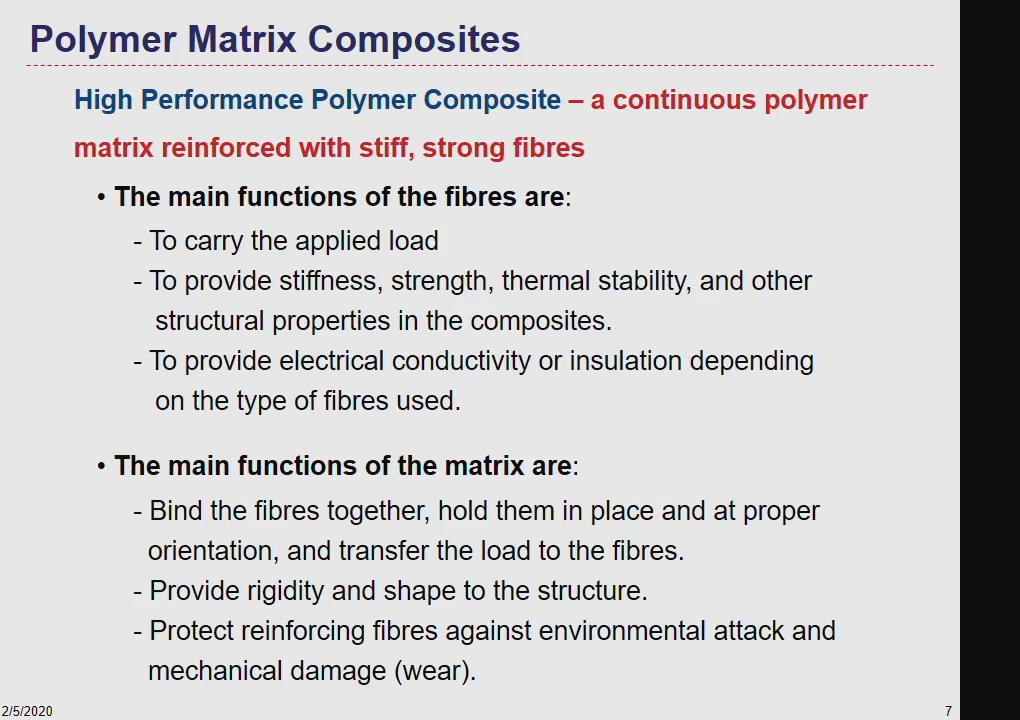 Polymer Matrix Composites
High Performance Polymer Composite – a continuous polymer
matrix reinforced with stiff, strong fibres
• The main functions of the fibres are:
- To carry the applied load
- To provide stiffness, strength, thermal stability, and other
structural properties in the composites.
- To provide electrical conductivity or insulation depending
on the type of fibres used.
• The main functions of the matrix are:
- Bind the fibres together, hold them in place and at proper
orientation, and transfer the load to the fibres.
- Provide rigidity and shape to the structure.
- Protect reinforcing fibres against environmental attack and
mechanical damage (wear).
2/5/2020
7